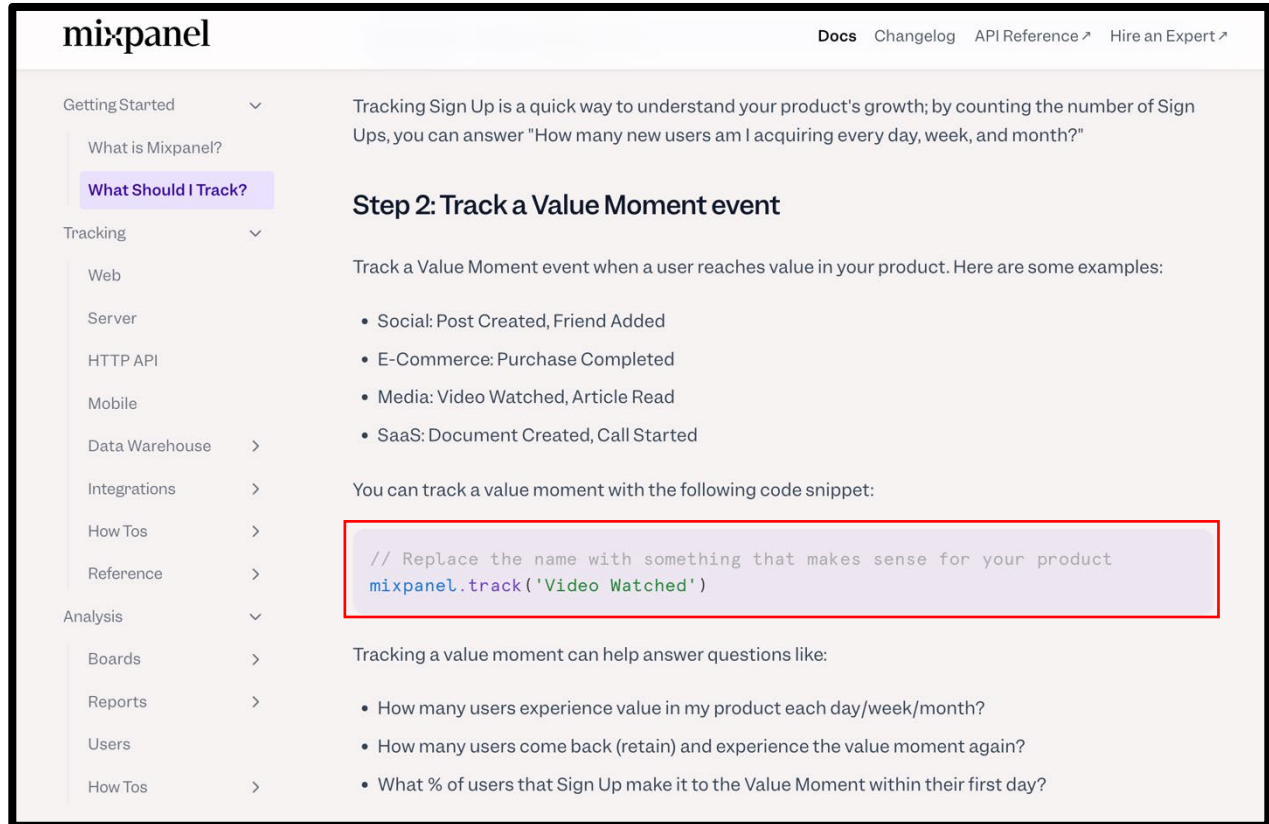 mixpanel
Docs Changelog API Reference↗ Hire an Expert↗
Getting Started
What is Mixpanel?
What Should I Track?
Tracking
Web
Server
HTTP API
Mobile
Data Warehouse
Integrations
How Tos
Reference
Analysis
Boards
Reports
Users
How Tos
Tracking Sign Up is a quick way to understand your product's growth; by counting the number of Sign
Ups, you can answer "How many new users am I acquiring every day, week, and month?"
Step 2: Track a Value Moment event
Track a Value Moment event when a user reaches value in your product. Here are some examples:
• Social: Post Created, Friend Added
• E-Commerce: Purchase Completed
• Media: Video Watched, Article Read
• SaaS: Document Created, Call Started
You can track a value moment with the following code snippet:
// Replace the name with something that makes sense for your product
mixpanel.track('Video Watched')
Tracking a value moment can help answer questions like:
• How many users experience value in my product each day/week/month?
• How many users come back (retain) and experience the value moment again?
• What % of users that Sign Up make it to the Value Moment within their first day?